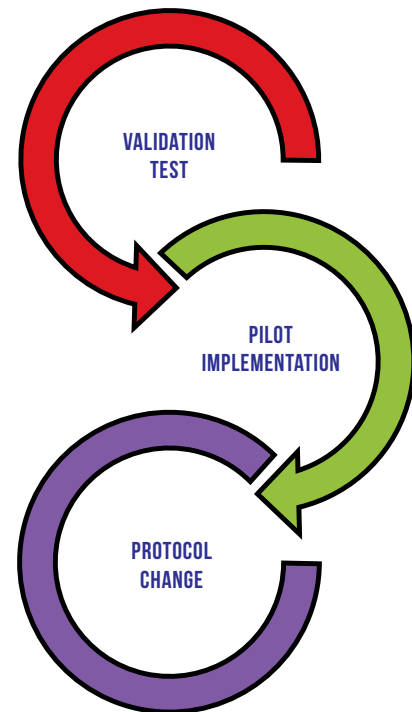 VALIDATION
TEST
PILOT
IMPLEMENTATION
PROTOCOL
CHANGE